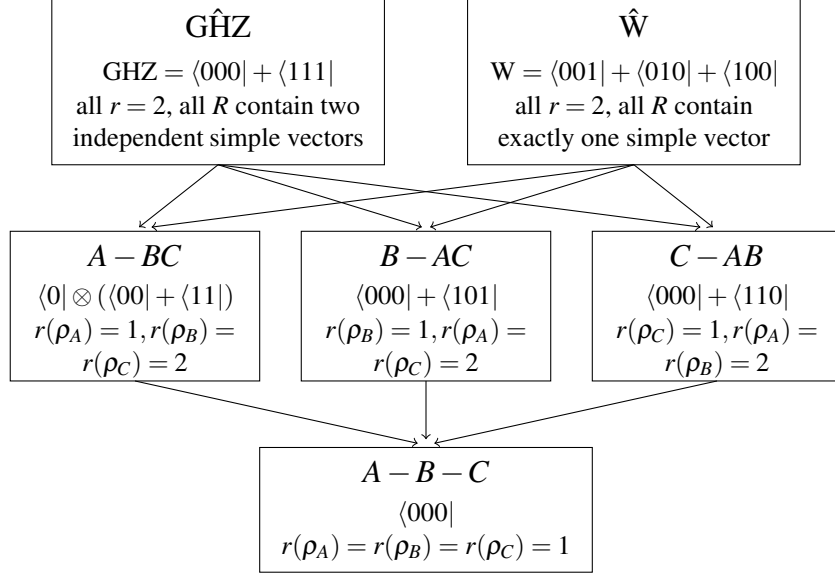 GĤZ
GHZ = ⟨000| + ⟨111|
all r = 2, all R contain two
independent simple vectors
Ŵ
W = ⟨001| + ⟨010| + ⟨100|
all r = 2, all R contain
exactly one simple vector
A − BC
⟨0| ⊗ (⟨00| + ⟨11|)
r(ρ_A) = 1, r(ρ_B) =
r(ρ_C) = 2
B − AC
⟨000| + ⟨101|
r(ρ_B) = 1, r(ρ_A) =
r(ρ_C) = 2
C − AB
⟨000| + ⟨110|
r(ρ_C) = 1, r(ρ_A) =
r(ρ_B) = 2
A − B − C
⟨000|
r(ρ_A) = r(ρ_B) = r(ρ_C) = 1